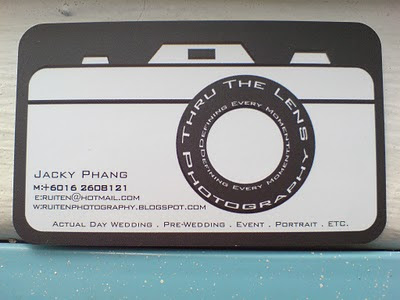 Thru The Lens
Photography
Defining Every Moment
Defining Every Moment
Jacky Phang
M:+6016 2608121
E:ruiten@hotmail.com
W:ruitenphotography.blogspot.com
Actual Day Wedding . Pre-Wedding . Event . Portrait . etc.